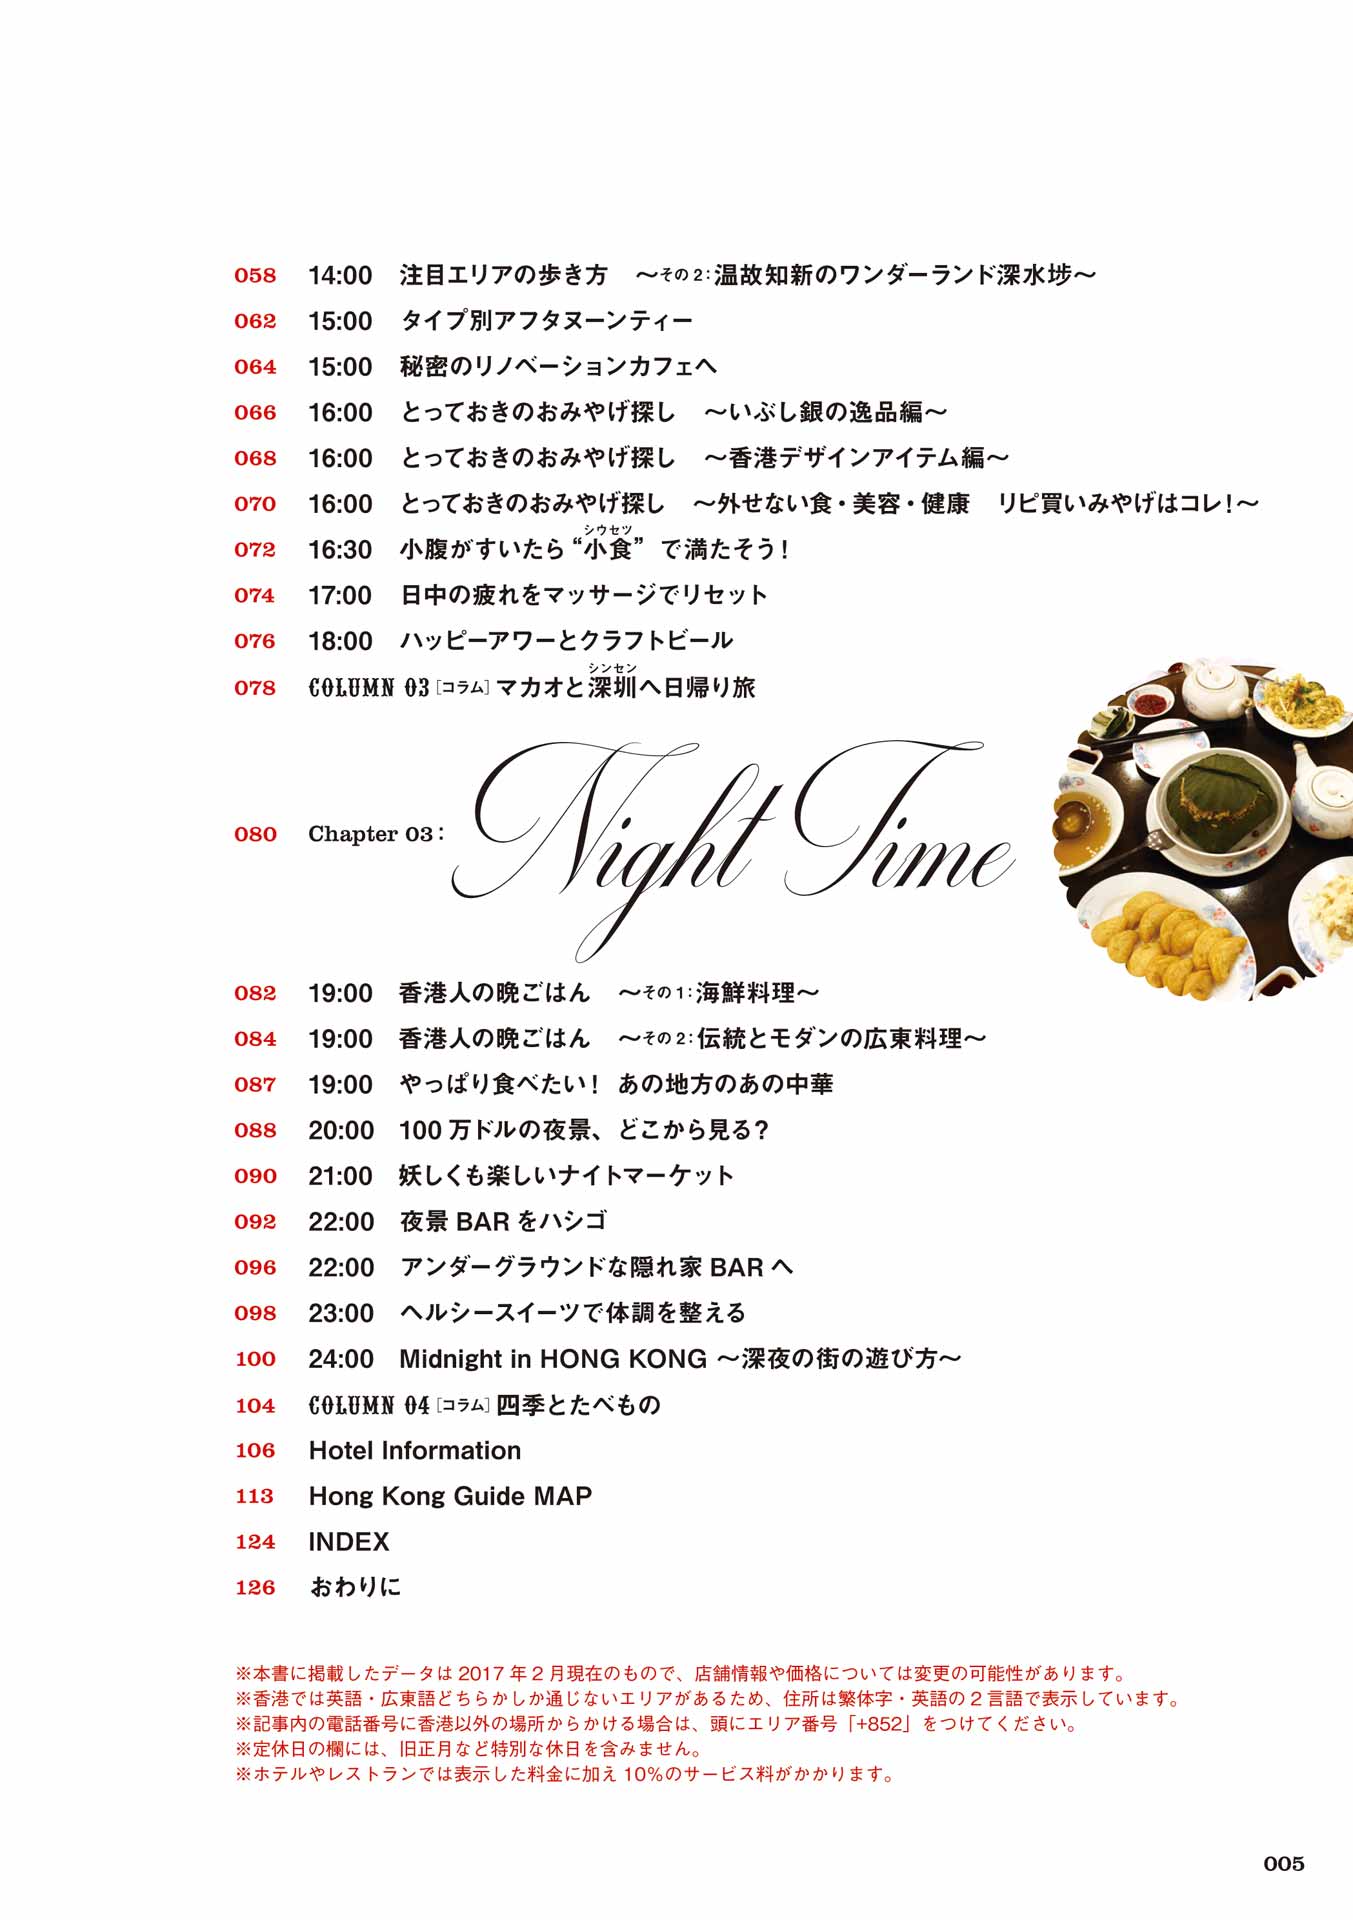 058 14:00 注目エリアの歩き方 〜その2：温故知新のワンダーランド深水埗〜
062 15:00 タイプ別アフタヌーンティー
064 15:00 秘密のリノベーションカフェへ
066 16:00 とっておきのおみやげ探し 〜いぶし銀の逸品編〜
068 16:00 とっておきのおみやげ探し 〜香港デザインアイテム編〜
070 16:00 とっておきのおみやげ探し 〜外せない食・美容・健康 リピ買いみやげはコレ！〜
シウセツ
072 16:30 小腹がすいたら“小食”で満たそう！
074 17:00 日中の疲れをマッサージでリセット
076 18:00 ハッピーアワーとクラフトビール
シンセン
078 COLUMN 03［コラム］マカオと深圳へ日帰り旅
080 Chapter 03: Night Time
082 19:00 香港人の晩ごはん 〜その1：海鮮料理〜
084 19:00 香港人の晩ごはん 〜その2：伝統とモダンの広東料理〜
087 19:00 やっぱり食べたい！ あの地方のあの中華
088 20:00 100万ドルの夜景、どこから見る？
090 21:00 妖しくも楽しいナイトマーケット
092 22:00 夜景BARをハシゴ
096 22:00 アンダーグラウンドな隠れ家BARへ
098 23:00 ヘルシースイーツで体調を整える
100 24:00 Midnight in HONG KONG 〜深夜の街の遊び方〜
104 COLUMN 04［コラム］四季とたべもの
106 Hotel Information
113 Hong Kong Guide MAP
124 INDEX
126 おわりに
※本書に掲載したデータは2017年2月現在のもので、店舗情報や価格については変更の可能性があります。
※香港では英語・広東語どちらかしか通じないエリアがあるため、住所は繁体字・英語の2言語で表示しています。
※記事内の電話番号に香港以外の場所からかける場合は、頭にエリア番号「+852」をつけてください。
※定休日の欄には、旧正月など特別な休日を含みません。
※ホテルやレストランでは表示した料金に加え10％のサービス料がかかります。
005